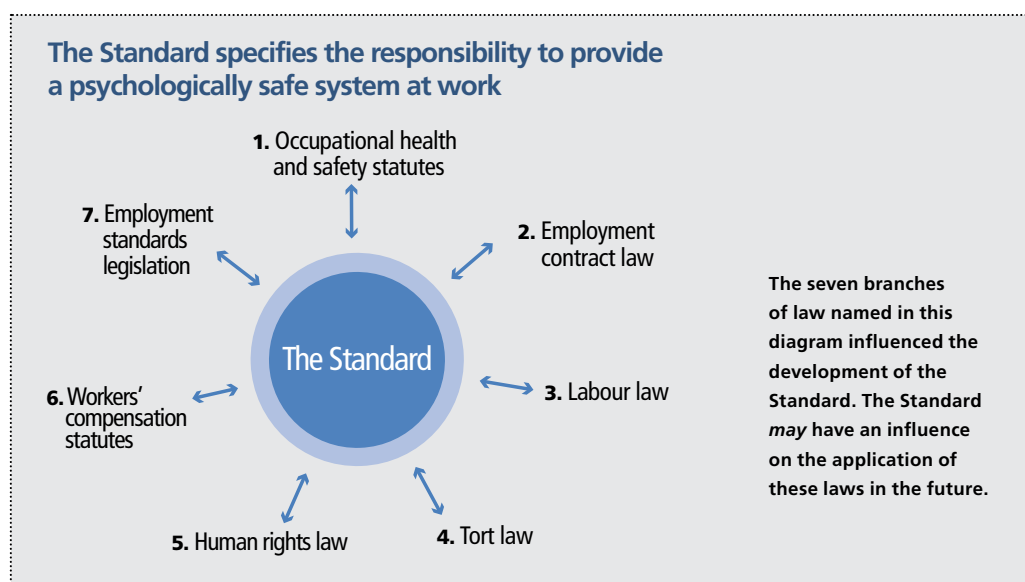 The Standard specifies the responsibility to provide
a psychologically safe system at work
1. Occupational health
and safety statutes
2. Employment
contract law
3. Labour law
4. Tort law
5. Human rights law
6. Workers'
compensation
statutes
7. Employment
standards
legislation
The Standard
The seven branches
of law named in this
diagram influenced the
development of the
Standard. The Standard
may have an influence
on the application of
these laws in the future.